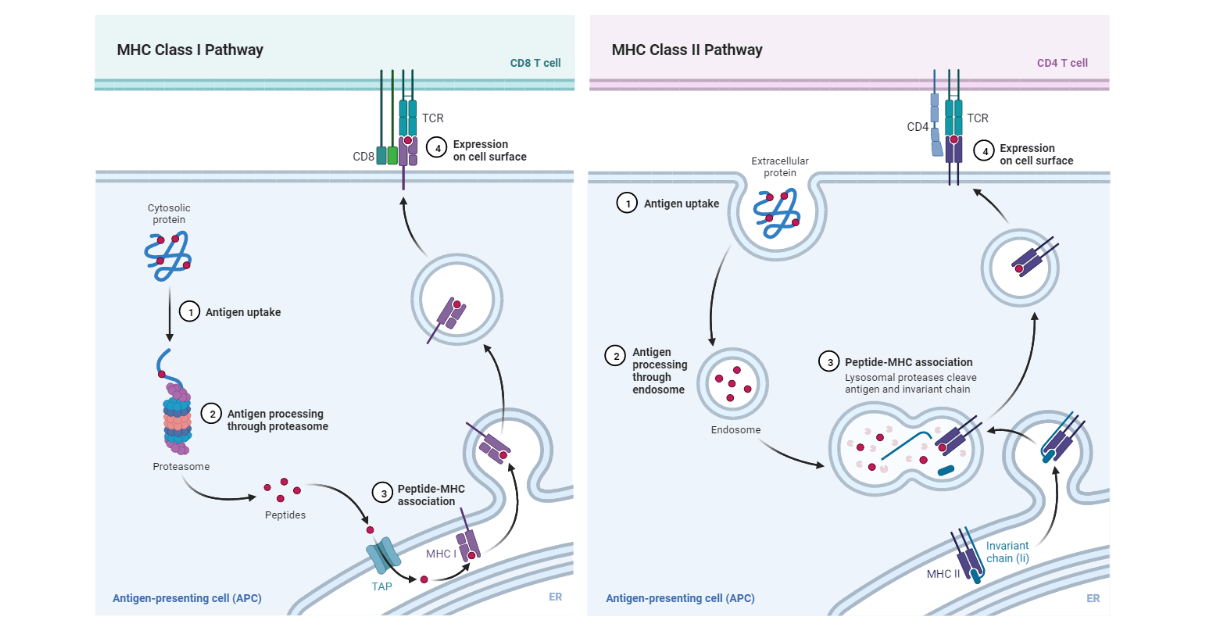 MHC Class I Pathway
CD8 T cell
TCR
CD8
4
Expression
on cell surface
Cytosolic
protein
1
Antigen uptake
2
Antigen processing
through proteasome
Proteasome
Peptides
3
Peptide-MHC
association
MHC I
TAP
Antigen-presenting cell (APC)
ER
MHC Class II Pathway
CD4 T cell
CD4
TCR
4
Expression
on cell surface
Extracellular
protein
1
Antigen uptake
2
Antigen
processing
through
endosome
Endosome
3
Peptide-MHC association
Lysosomal proteases cleave
antigen and invariant chain
Invariant
chain (Ii)
MHC II
Antigen-presenting cell (APC)
ER